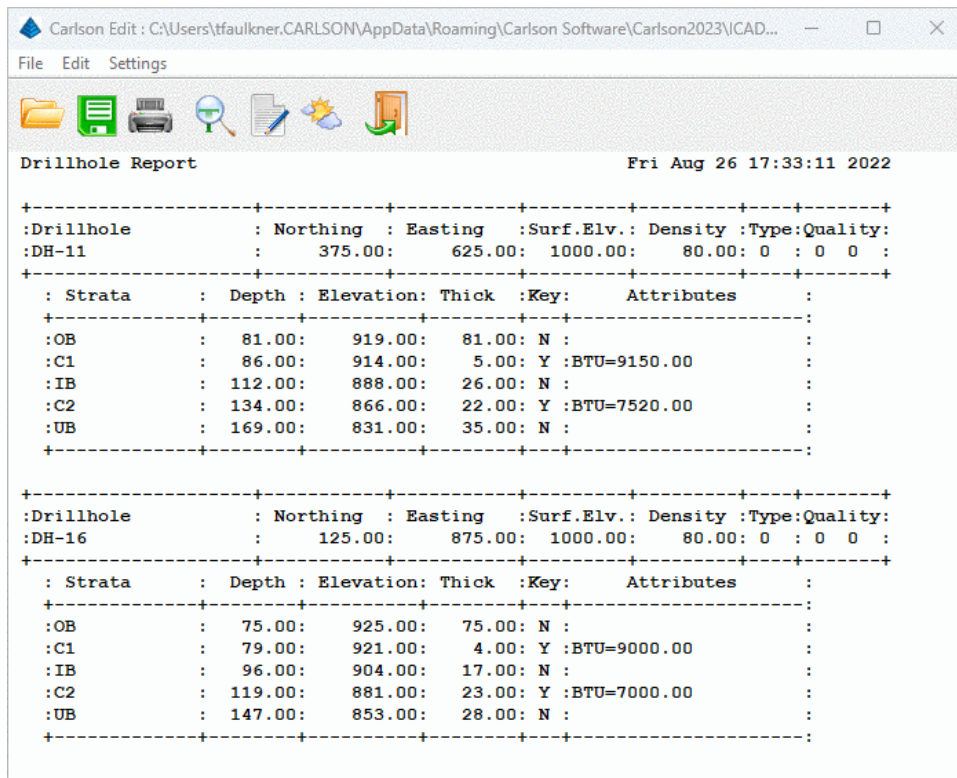 Carlson Edit : C:\Users\tfaulkner.CARLSON\AppData\Roaming\Carlson Software\Carlson2023\ICAD...
File Edit Settings
Drillhole Report                                               Fri Aug 26 17:33:11 2022
+--------------------+-----------+-----------+---------+---------+----+-------+
:Drillhole           : Northing  : Easting   :Surf.Elv.: Density :Type:Quality:
:DH-11               :     375.00:     625.00:  1000.00:    80.00: 0  : 0  0  :
+--------------------+-----------+-----------+---------+---------+----+-------+
: Strata      :  Depth : Elevation: Thick  :Key:     Attributes      :
+-------------+--------+----------+--------+---+---------------------:
:OB           :   81.00:    919.00:   81.00: N :                     :
:C1           :   86.00:    914.00:    5.00: Y :BTU=9150.00          :
:IB           :  112.00:    888.00:   26.00: N :                     :
:C2           :  134.00:    866.00:   22.00: Y :BTU=7520.00          :
:UB           :  169.00:    831.00:   35.00: N :                     :
+-------------+--------+----------+--------+---+---------------------:
+--------------------+-----------+-----------+---------+---------+----+-------+
:Drillhole           : Northing  : Easting   :Surf.Elv.: Density :Type:Quality:
:DH-16               :     125.00:     875.00:  1000.00:    80.00: 0  : 0  0  :
+--------------------+-----------+-----------+---------+---------+----+-------+
: Strata      :  Depth : Elevation: Thick  :Key:     Attributes      :
+-------------+--------+----------+--------+---+---------------------:
:OB           :   75.00:    925.00:   75.00: N :                     :
:C1           :   79.00:    921.00:    4.00: Y :BTU=9000.00          :
:IB           :   96.00:    904.00:   17.00: N :                     :
:C2           :  119.00:    881.00:   23.00: Y :BTU=7000.00          :
:UB           :  147.00:    853.00:   28.00: N :                     :
+-------------+--------+----------+--------+---+---------------------: